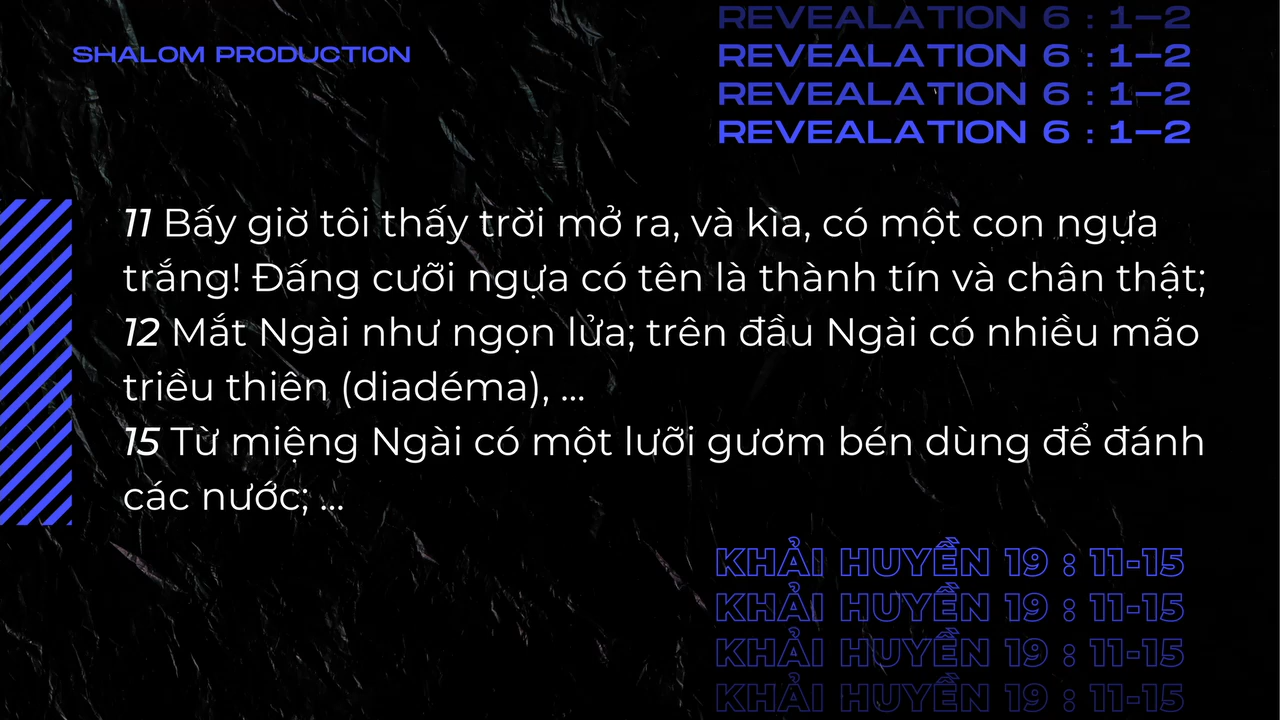 SHALOM PRODUCTION
REVEALATION 6 : 1–2
REVEALATION 6 : 1–2
REVEALATION 6 : 1–2
REVEALATION 6 : 1–2
11 Bấy giờ tôi thấy trời mở ra, và kìa, có một con ngựa
trắng! Đấng cưỡi ngựa có tên là thành tín và chân thật;
12 Mắt Ngài như ngọn lửa; trên đầu Ngài có nhiều mão
triều thiên (diadéma), ...
15 Từ miệng Ngài có một lưỡi gươm bén dùng để đánh
các nước; ...
KHẢI HUYỀN 19 : 11-15
KHẢI HUYỀN 19 : 11-15
KHẢI HUYỀN 19 : 11-15
KHẢI HUYỀN 19 : 11-15